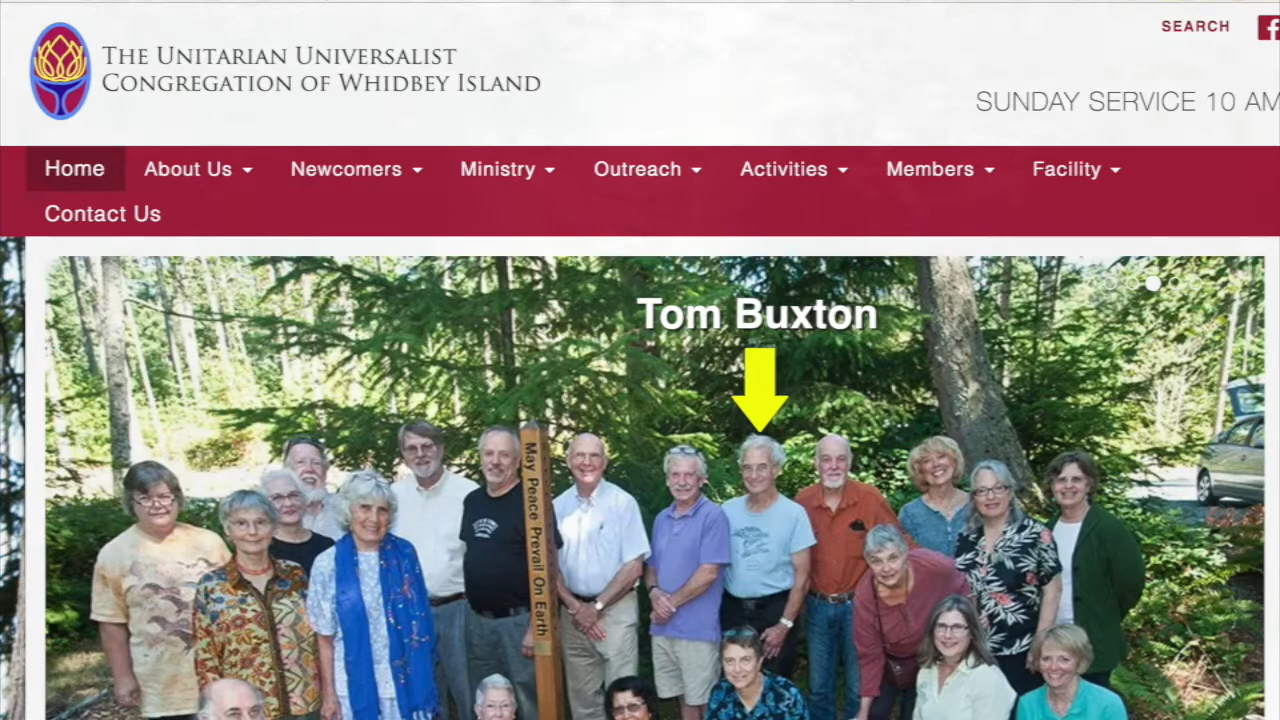 THE UNITARIAN UNIVERSALIST
CONGREGATION OF WHIDBEY ISLAND
SEARCH
SUNDAY SERVICE 10 AM
Home About Us Newcomers Ministry Outreach Activities Members Facility
Contact Us
Tom Buxton
May Peace Prevail On Earth